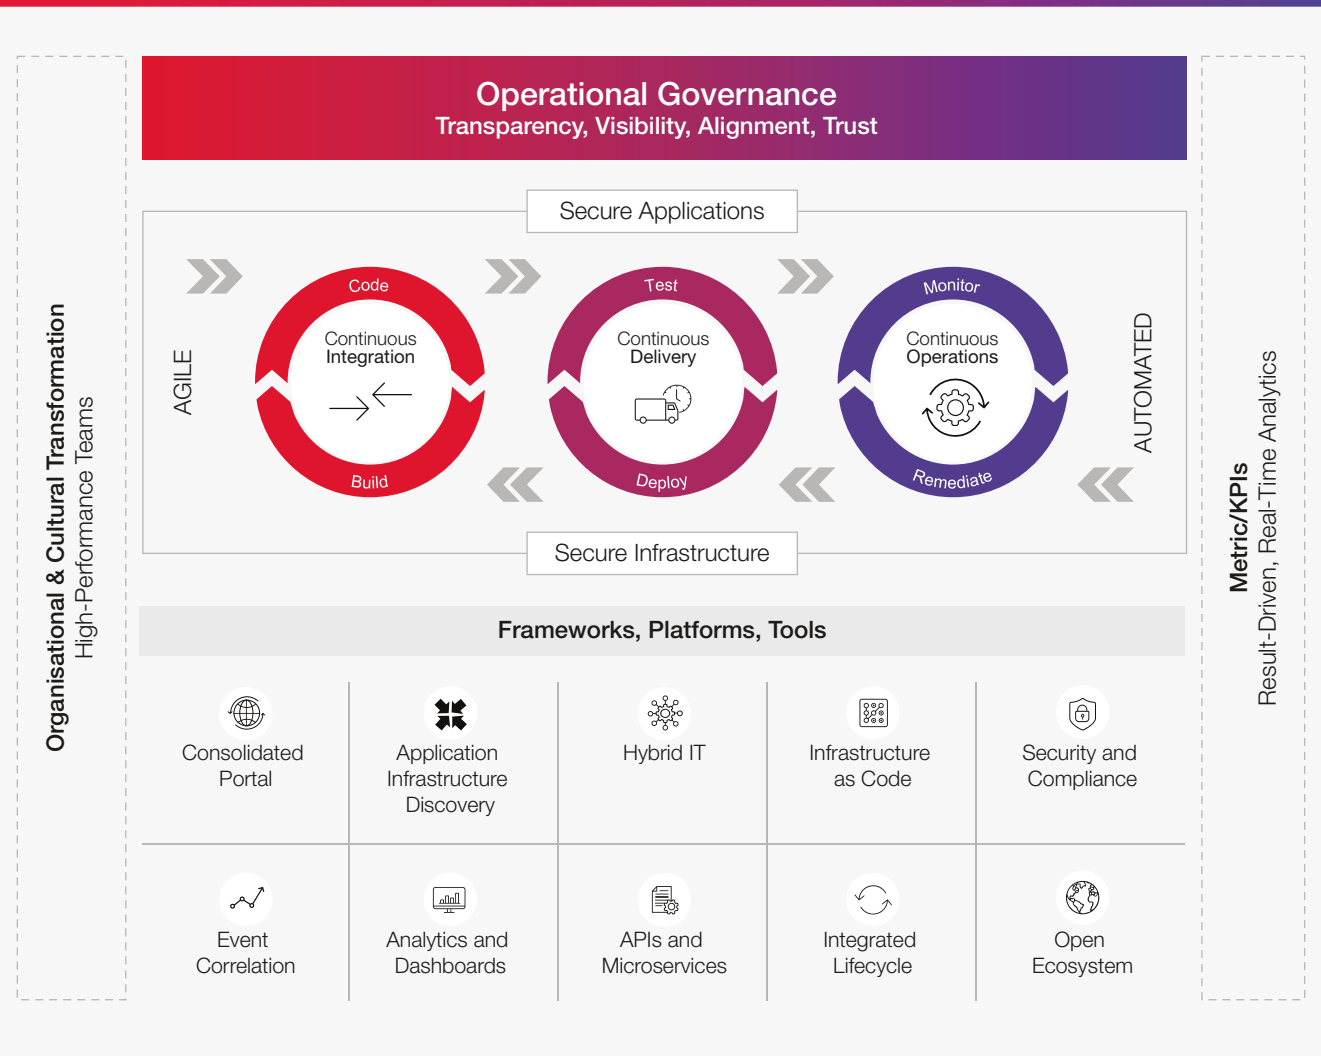 Operational Governance
Transparency, Visibility, Alignment, Trust
Organisational & Cultural Transformation
High-Performance Teams
Secure Applications
AGILE
Code
Continuous
Integration
Build
Test
Continuous
Delivery
Deploy
Monitor
Continuous
Operations
Remediate
AUTOMATED
Secure Infrastructure
Metric/KPIs
Result-Driven, Real-Time Analytics
Frameworks, Platforms, Tools
Consolidated
Portal
Application
Infrastructure
Discovery
Hybrid IT
Infrastructure
as Code
Security and
Compliance
Event
Correlation
Analytics and
Dashboards
APIs and
Microservices
Integrated
Lifecycle
Open
Ecosystem